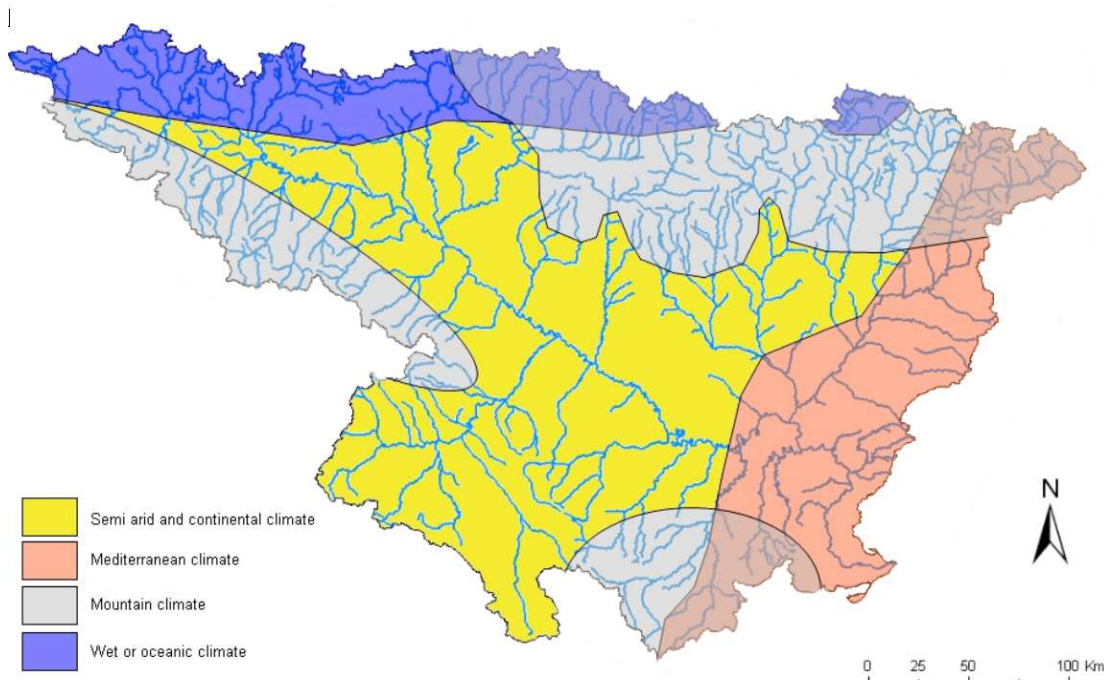 Semi arid and continental climate
Mediterranean climate
Mountain climate
Wet or oceanic climate
N
0 25 50 100 Km